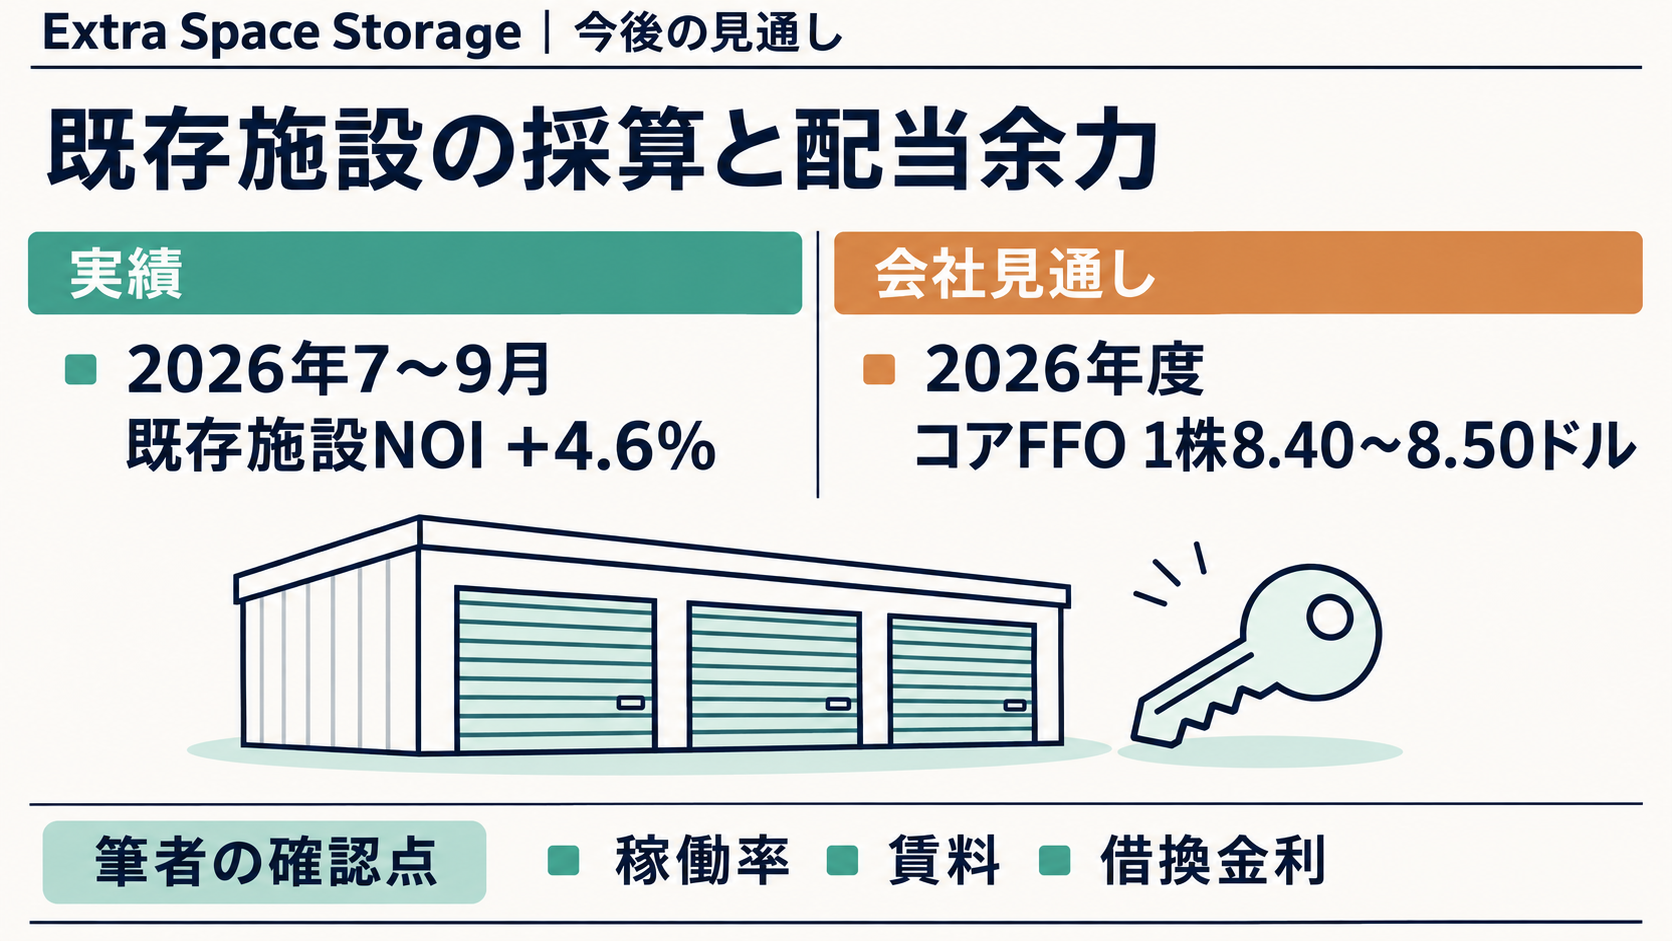 Extra Space Storage｜今後の見通し
既存施設の採算と配当余力
実績
2026年7～9月
既存施設NOI +4.6%
会社見通し
2026年度
コアFFO 1株8.40～8.50ドル
筆者の確認点
稼働率
賃料
借換金利